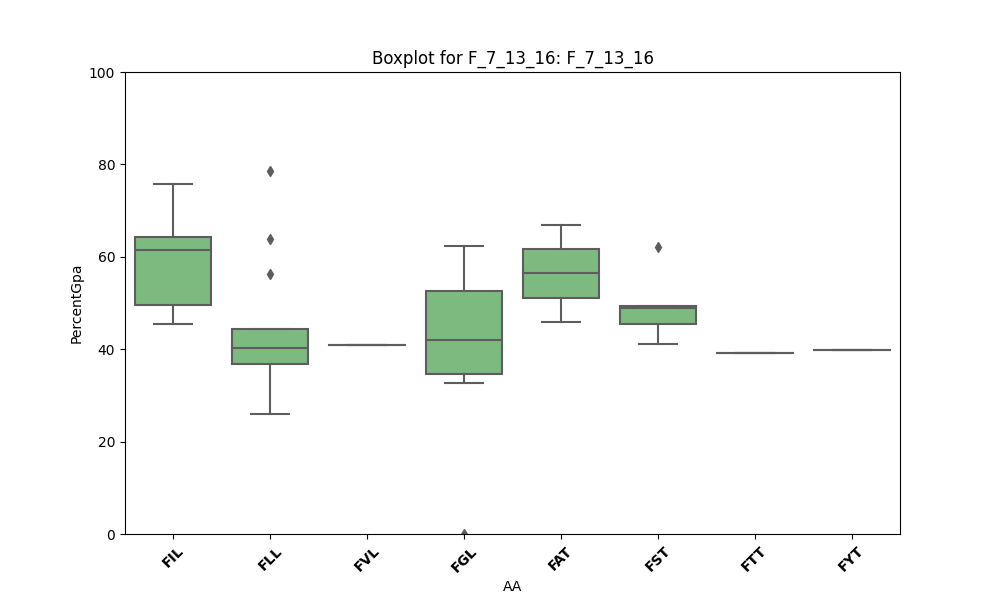 Boxplot for F_7_13_16: F_7_13_16
PercentGpa
100
80
60
40
20
0
FIL
FLL
FVL
FGL
FAT
FST
FTT
FYT
AA